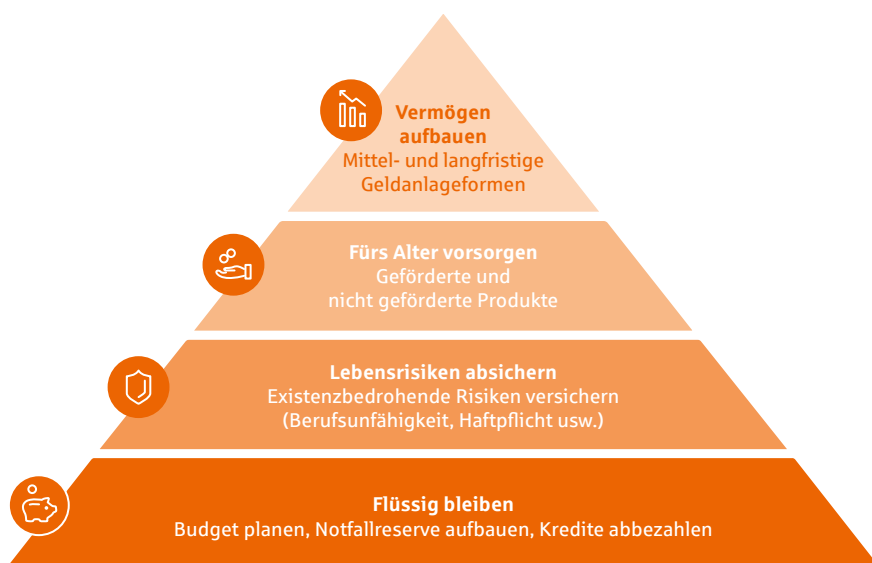 Vermögen
aufbauen
Mittel- und langfristige
Geldanlageformen
Fürs Alter vorsorgen
Geförderte und
nicht geförderte Produkte
Lebensrisiken absichern
Existenzbedrohende Risiken versichern
(Berufsunfähigkeit, Haftpflicht usw.)
Flüssig bleiben
Budget planen, Notfallreserve aufbauen, Kredite abbezahlen